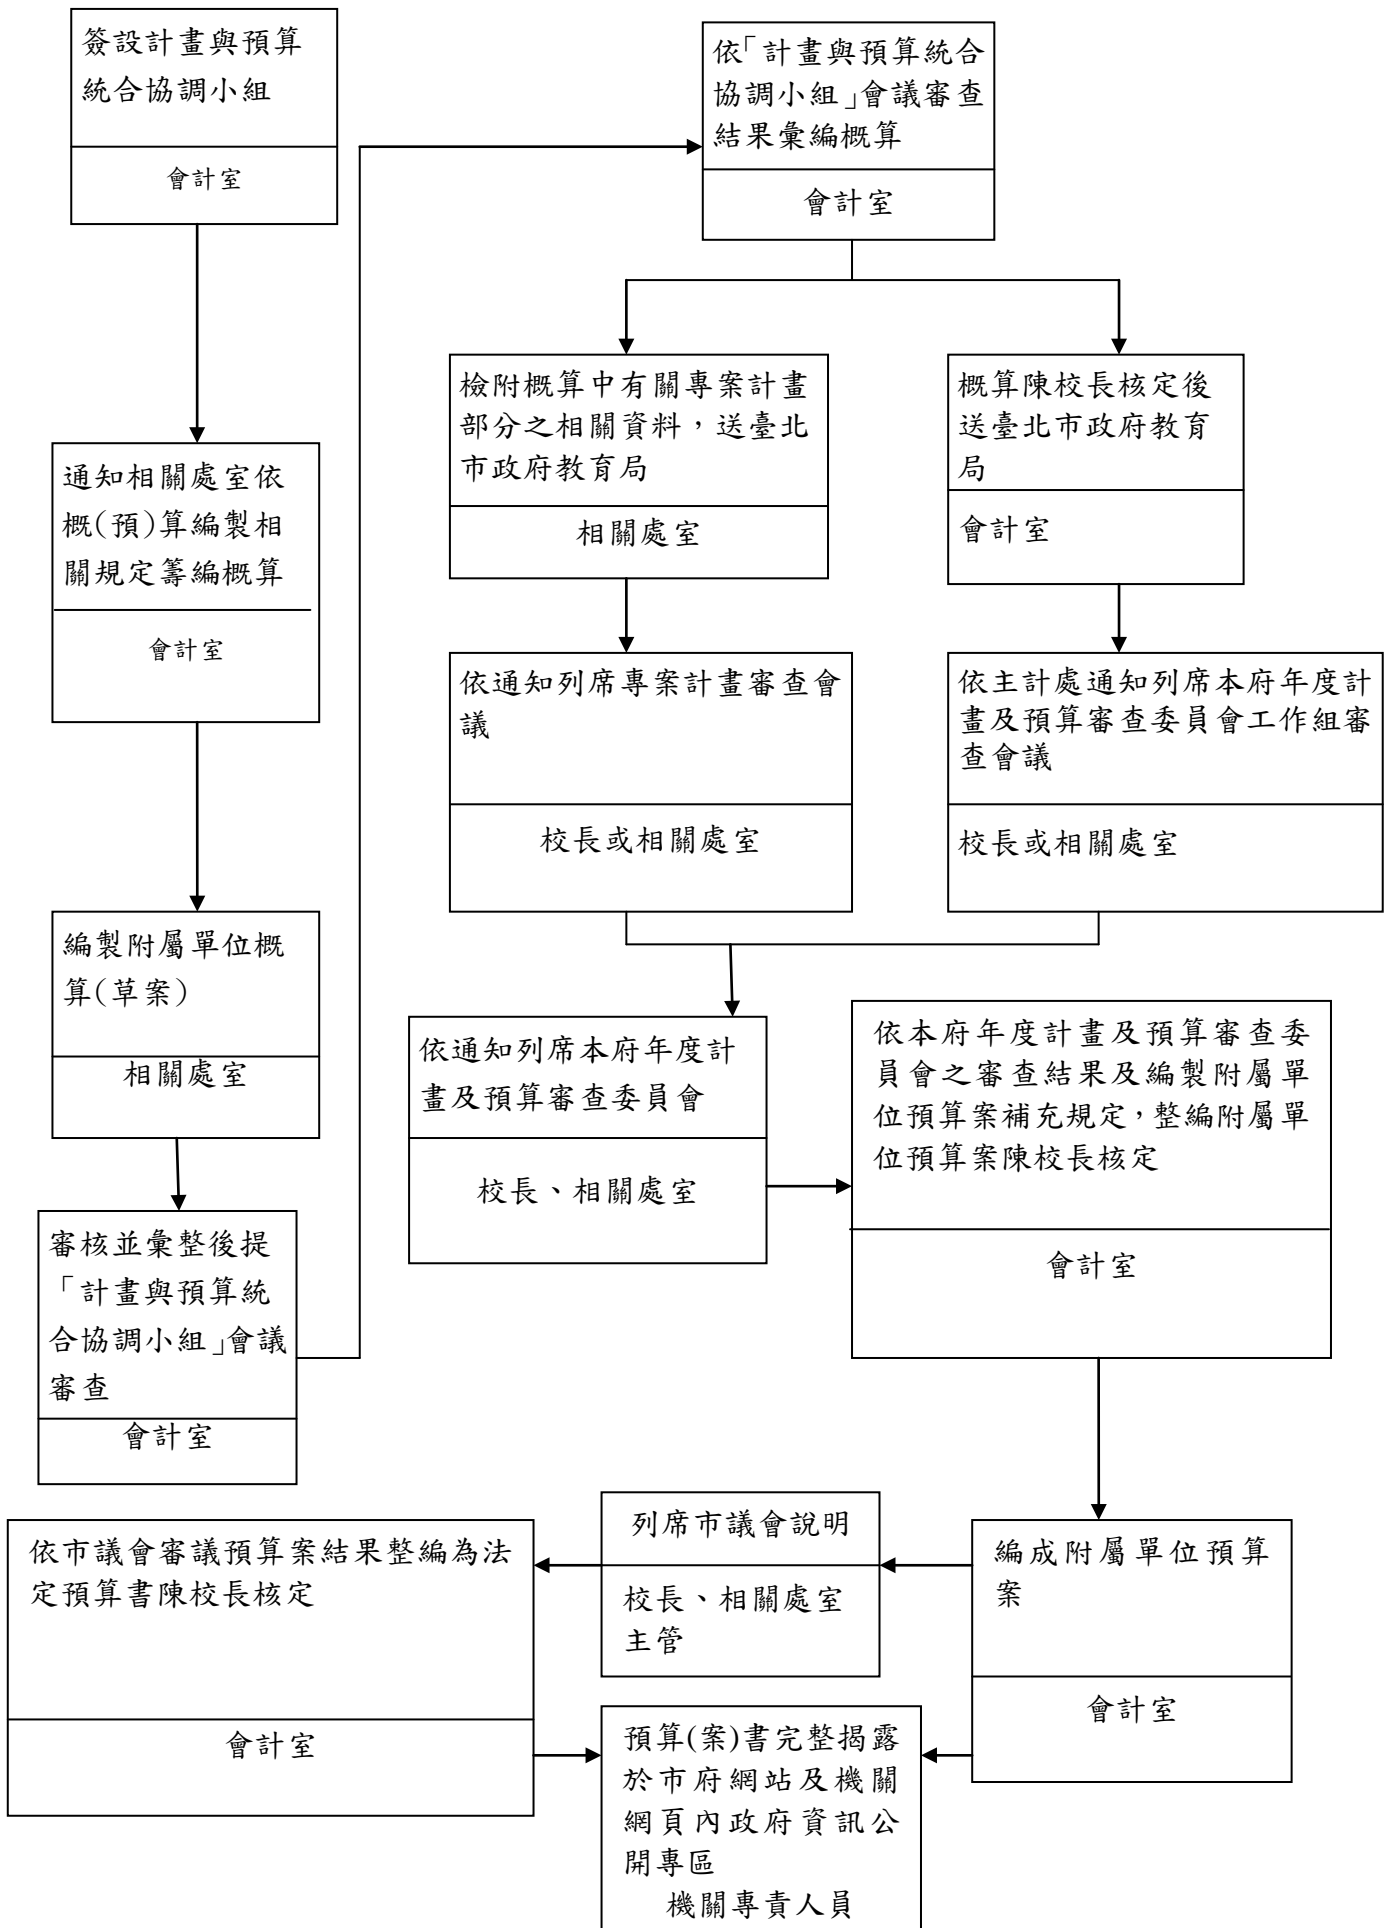 簽設計畫與預算
統合協調小組
會計室
通知相關處室依
概(預)算編製相
關規定籌編概算
會計室
編製附屬單位概
算(草案)
相關處室
審核並彙整後提
「計畫與預算統
合協調小組」會議
審查
會計室
依「計畫與預算統合
協調小組」會議審查
結果彙編概算
會計室
檢附概算中有關專案計畫
部分之相關資料，送臺北
市政府教育局
相關處室
概算陳校長核定後
送臺北市政府教育
局
會計室
依通知列席專案計畫審查會
議
校長或相關處室
依主計處通知列席本府年度計
畫及預算審查委員會工作組審
查會議
校長或相關處室
依通知列席本府年度計
畫及預算審查委員會
校長、相關處室
依本府年度計畫及預算審查委
員會之審查結果及編製附屬單
位預算案補充規定，整編附屬單
位預算案陳校長核定
會計室
編成附屬單位預算
案
會計室
列席市議會說明
校長、相關處室
主管
依市議會審議預算案結果整編為法
定預算書陳校長核定
會計室
預算(案)書完整揭露
於市府網站及機關
網頁內政府資訊公
開專區
機關專責人員